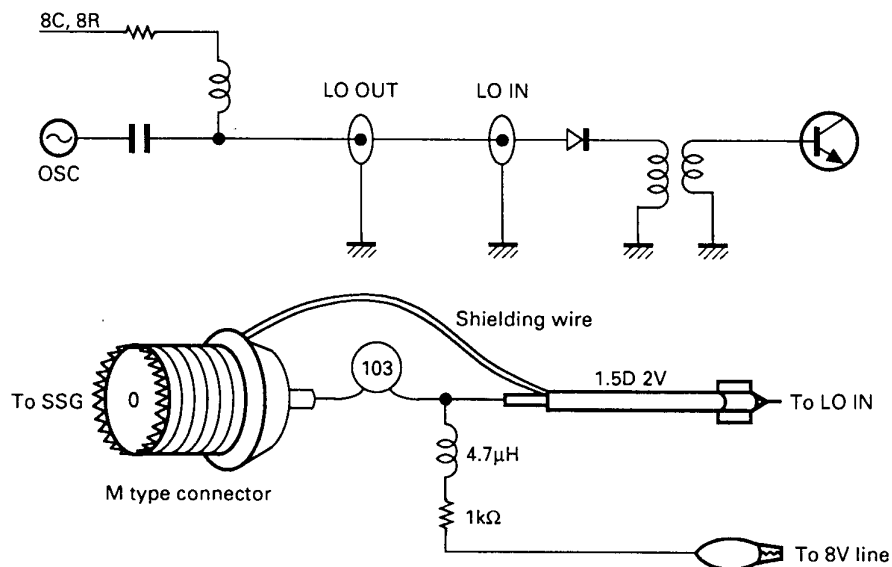 8C, 8R
LO OUT
LO IN
OSC
Shielding wire
103
1.5D 2V
To SSG
0
To LO IN
4.7μH
M type connector
1kΩ
To 8V line